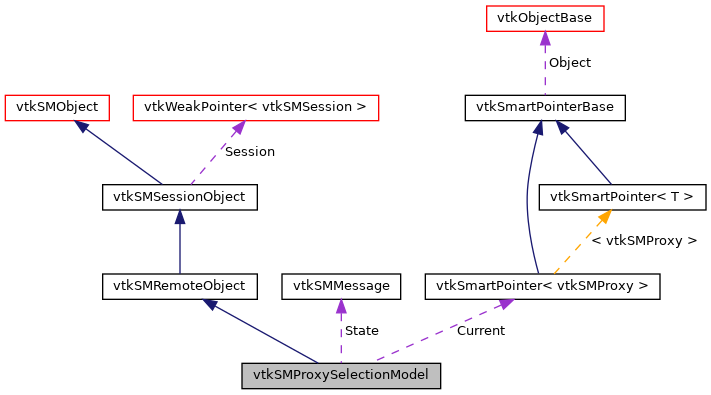 vtkObjectBase
Object
vtkSMObject
vtkWeakPointer< vtkSMSession >
vtkSmartPointerBase
Session
vtkSMSessionObject
vtkSmartPointer< T >
< vtkSMProxy >
vtkSMRemoteObject
vtkSMMessage
vtkSmartPointer< vtkSMProxy >
State
Current
vtkSMProxySelectionModel